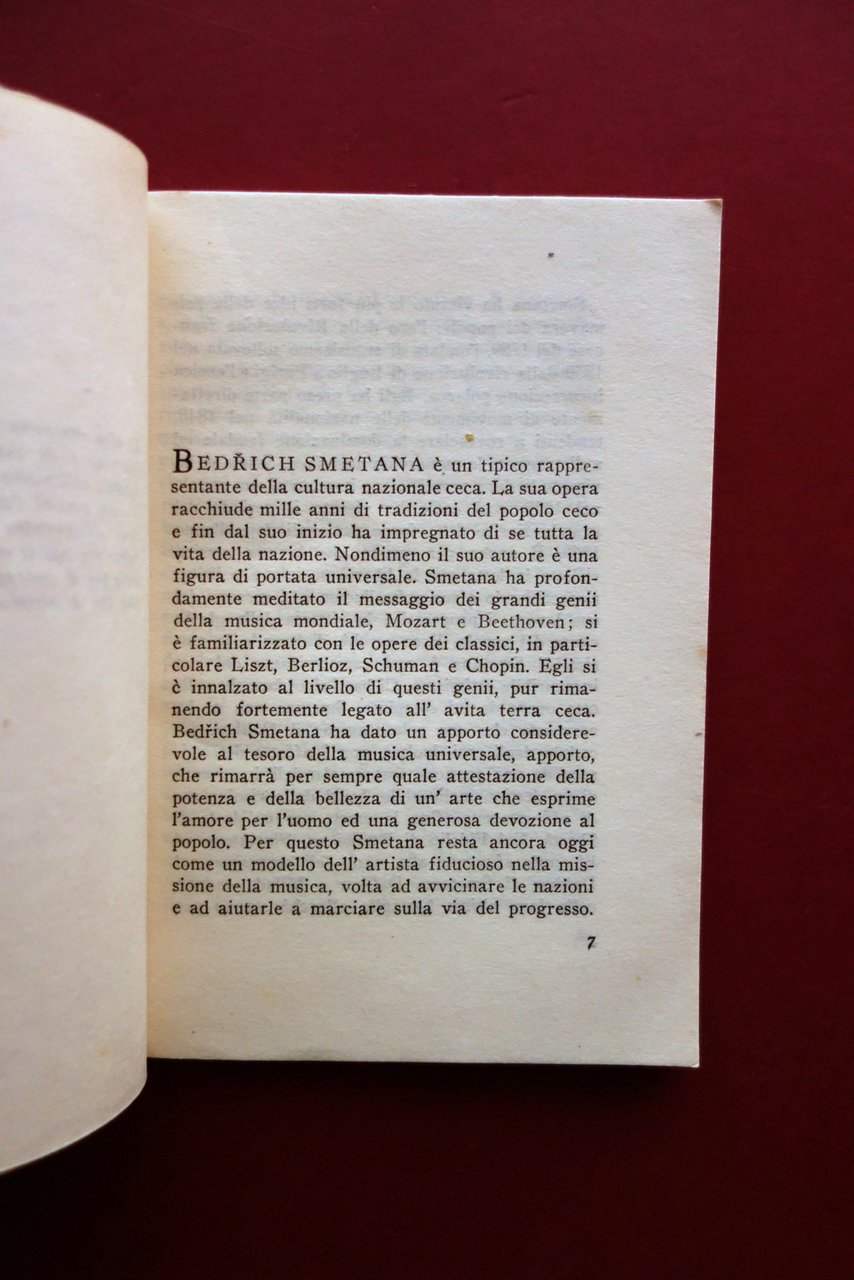 BEDŘICH SMETANA è un tipico rappre-
sentante della cultura nazionale ceca. La sua opera
racchiude mille anni di tradizioni del popolo ceco
e fin dal suo inizio ha impregnato di se tutta la
vita della nazione. Nondimeno il suo autore è una
figura di portata universale. Smetana ha profon-
damente meditato il messaggio dei grandi genii
della musica mondiale, Mozart e Beethoven; si
è familiarizzato con le opere dei classici, in parti-
colare Liszt, Berlioz, Schuman e Chopin. Egli si
è innalzato al livello di questi genii, pur rima-
nendo fortemente legato all' avita terra ceca.
Bedřich Smetana ha dato un apporto considere-
vole al tesoro della musica universale, apporto,
che rimarrà per sempre quale attestazione della
potenza e della bellezza di un' arte che esprime
l'amore per l'uomo ed una generosa devozione al
popolo. Per questo Smetana resta ancora oggi
come un modello dell' artista fiducioso nella mis-
sione della musica, volta ad avvicinare le nazioni
e ad aiutarle a marciare sulla via del progresso.
7